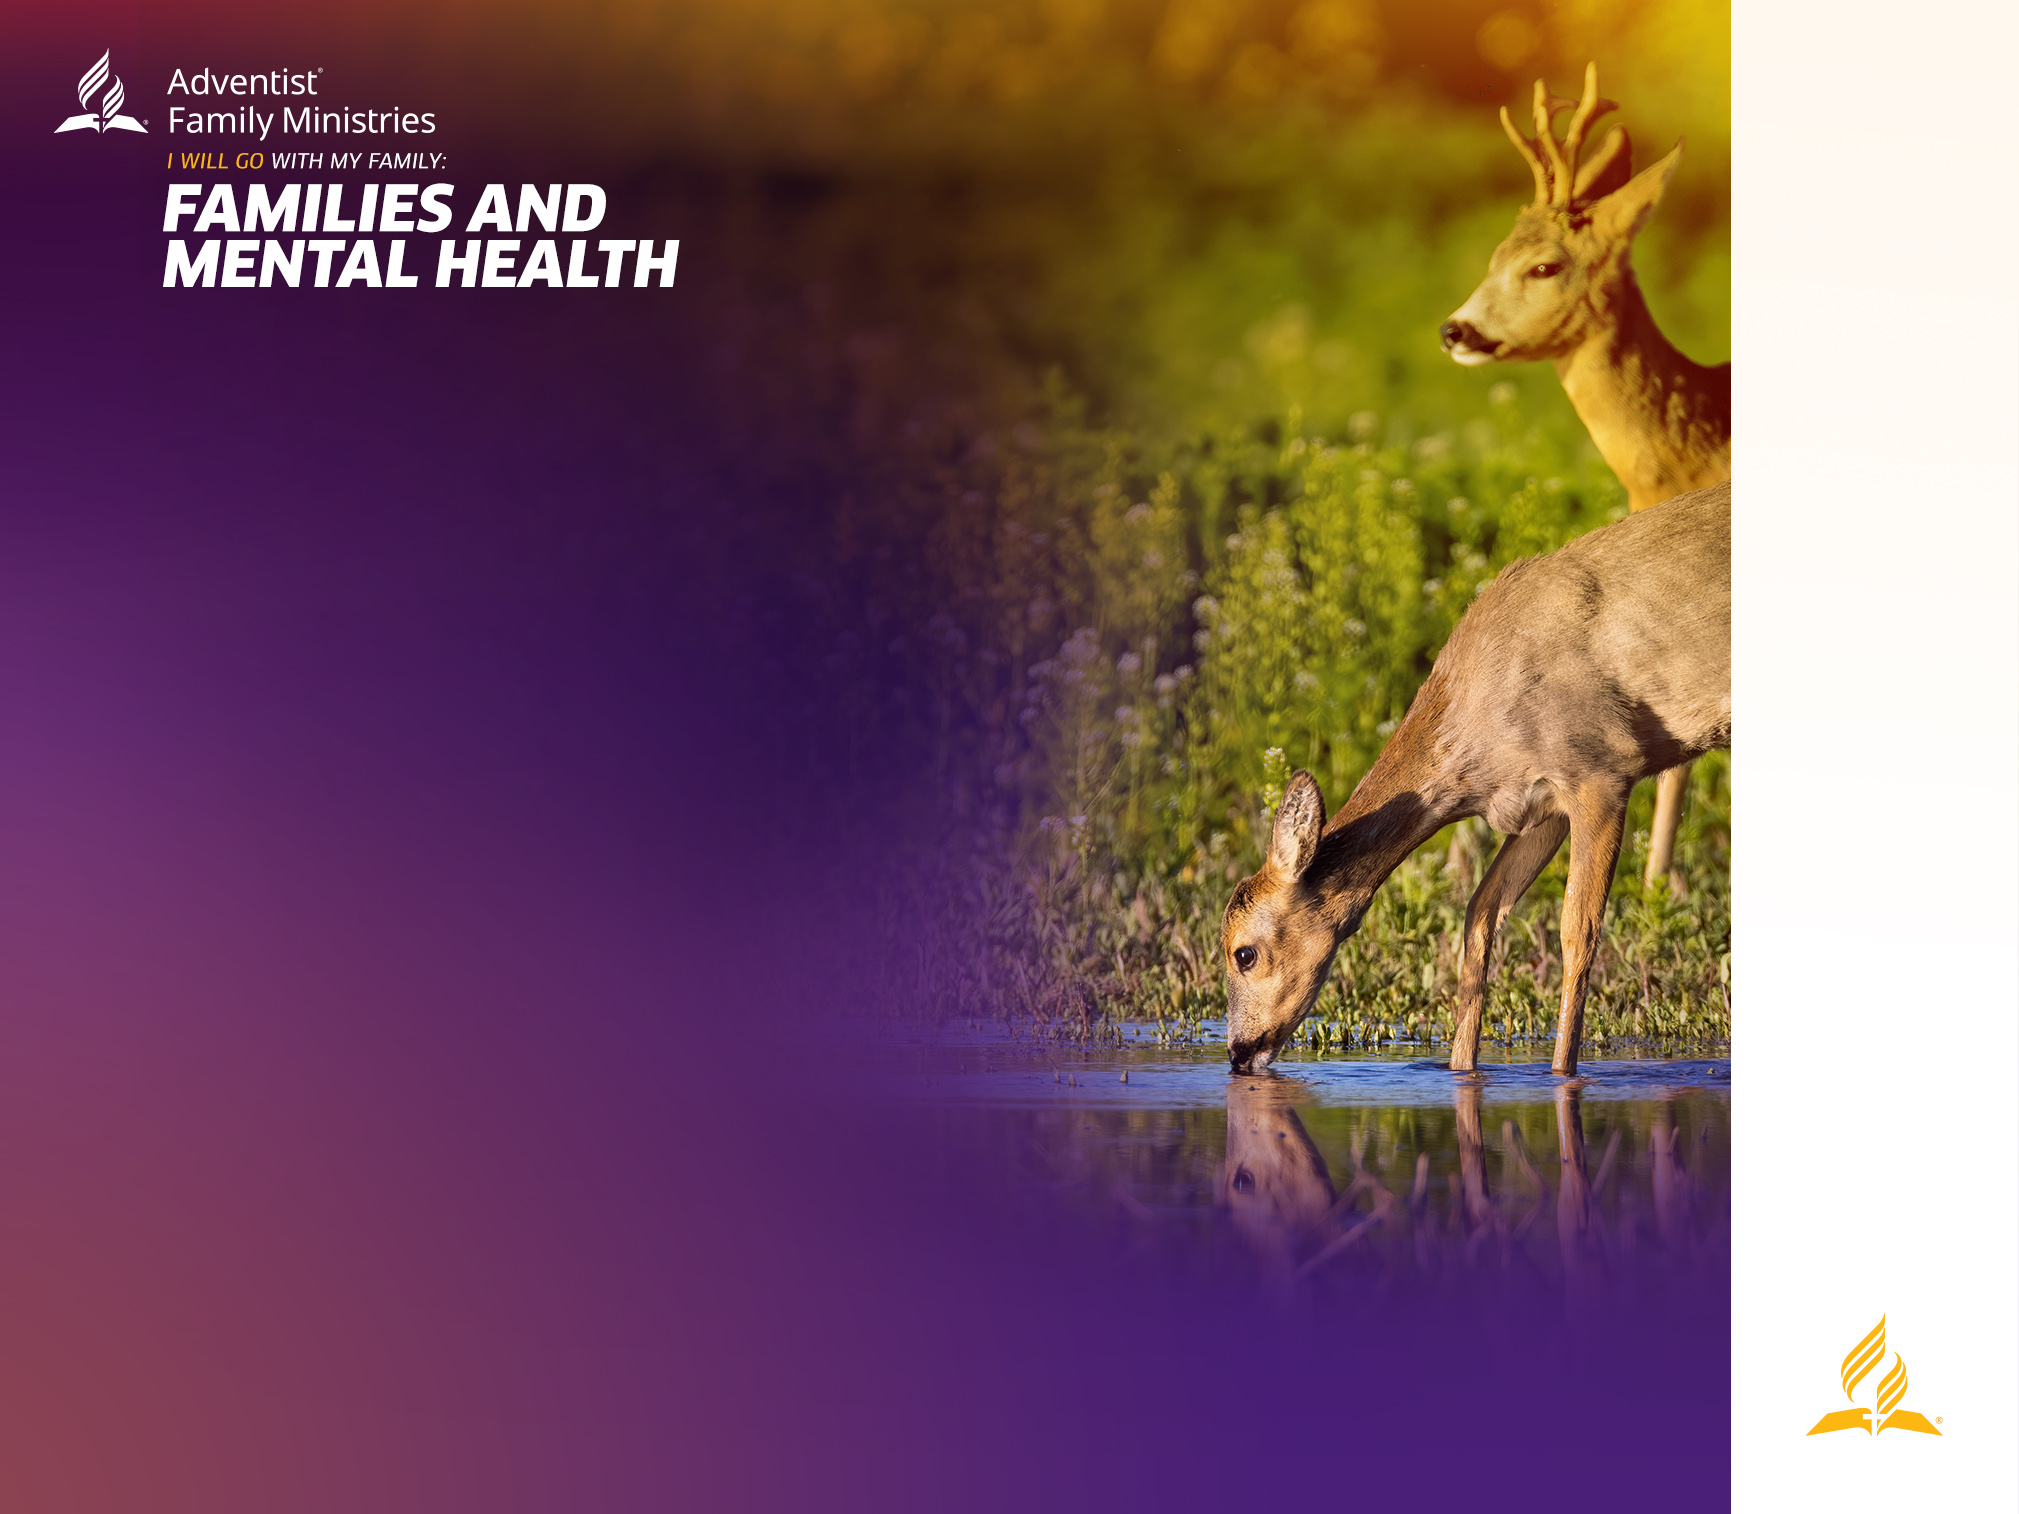 Adventist®
Family Ministries
I WILL GO WITH MY FAMILY:
FAMILIES AND
MENTAL HEALTH